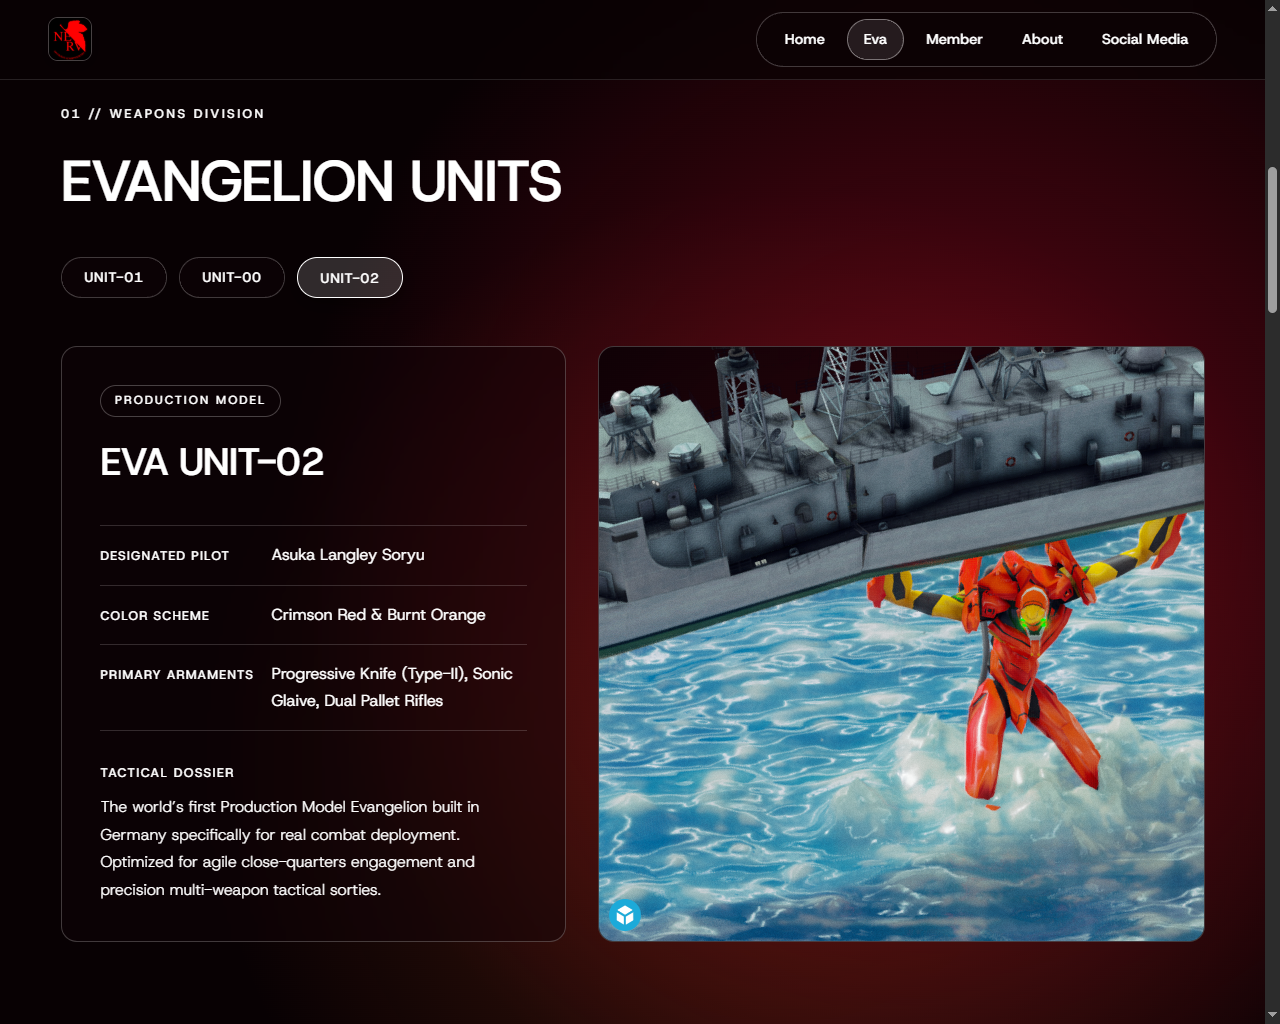 NERV
Home
Eva
Member
About
Social Media
01 // WEAPONS DIVISION
EVANGELION UNITS
UNIT-01
UNIT-00
UNIT-02
PRODUCTION MODEL
EVA UNIT-02
DESIGNATED PILOT
Asuka Langley Soryu
COLOR SCHEME
Crimson Red & Burnt Orange
PRIMARY ARMAMENTS
Progressive Knife (Type-II), Sonic
Glaive, Dual Pallet Rifles
TACTICAL DOSSIER
The world's first Production Model Evangelion built in
Germany specifically for real combat deployment.
Optimized for agile close-quarters engagement and
precision multi-weapon tactical sorties.